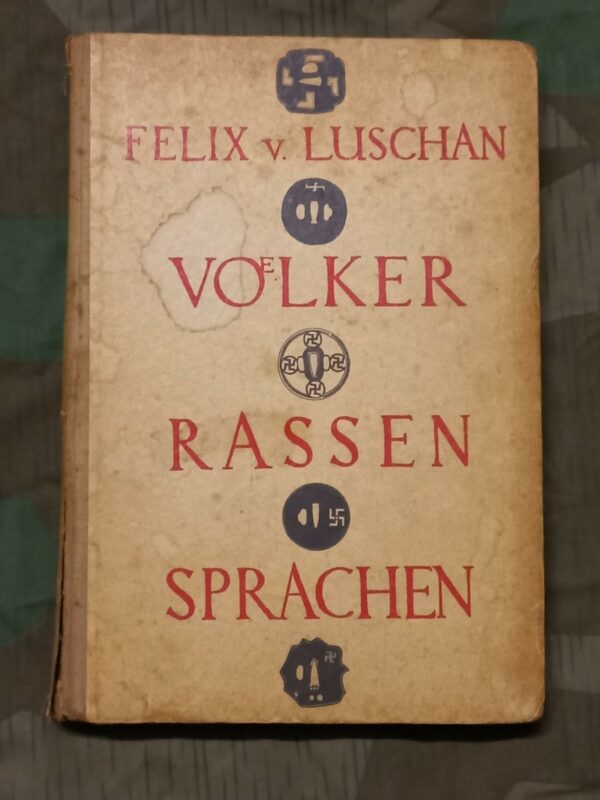 FELIX v. LUSCHAN
VOELKER
RASSEN
SPRACHEN